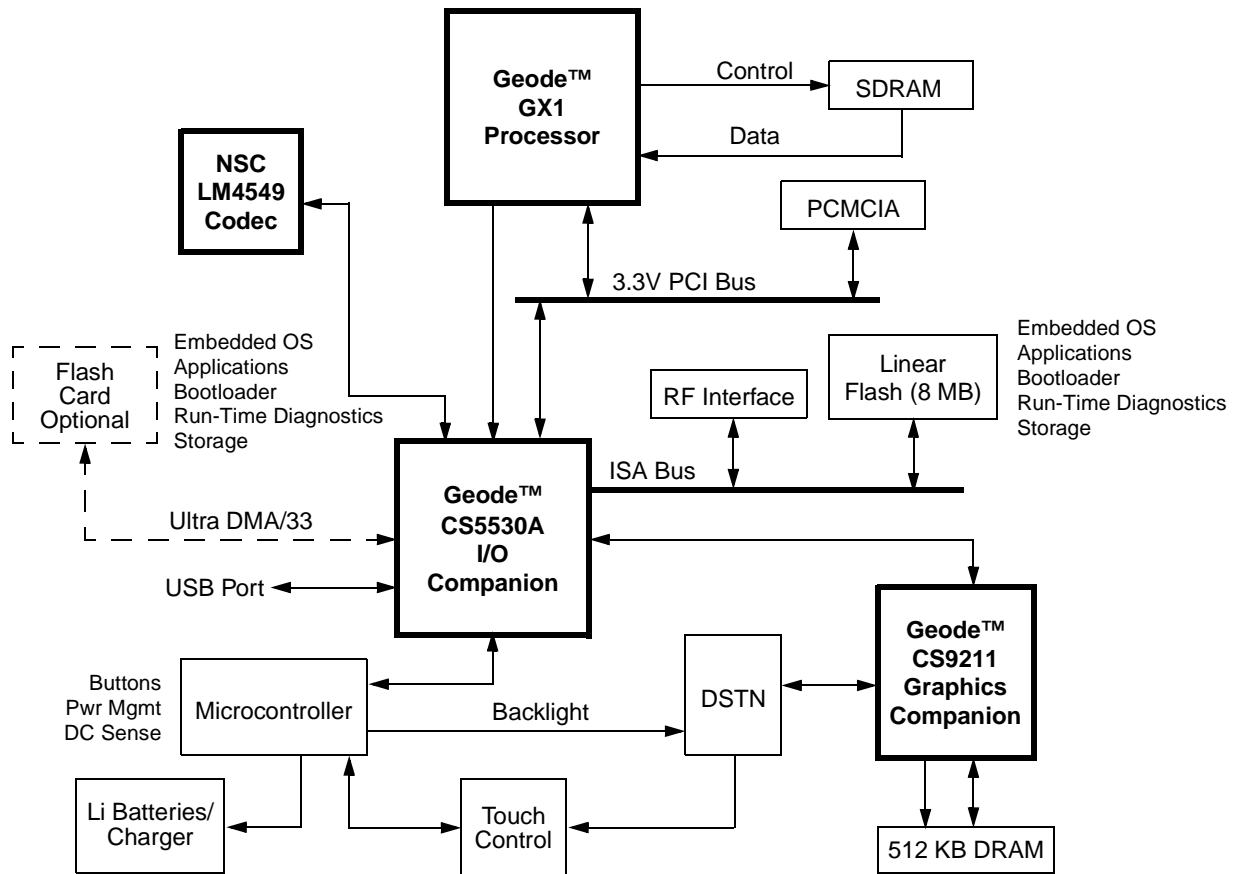 Geode™
GX1
Processor
Control
SDRAM
Data
NSC
LM4549
Codec
PCMCIA
3.3V PCI Bus
Flash
Card
Optional
Embedded OS
Applications
Bootloader
Run-Time Diagnostics
Storage
RF Interface
Linear
Flash (8 MB)
Embedded OS
Applications
Bootloader
Run-Time Diagnostics
Storage
ISA Bus
Geode™
CS5530A
I/O
Companion
Ultra DMA/33
USB Port
Geode™
CS9211
Graphics
Companion
Buttons
Pwr Mgmt
DC Sense
Microcontroller
Backlight
DSTN
Li Batteries/
Charger
Touch
Control
512 KB DRAM